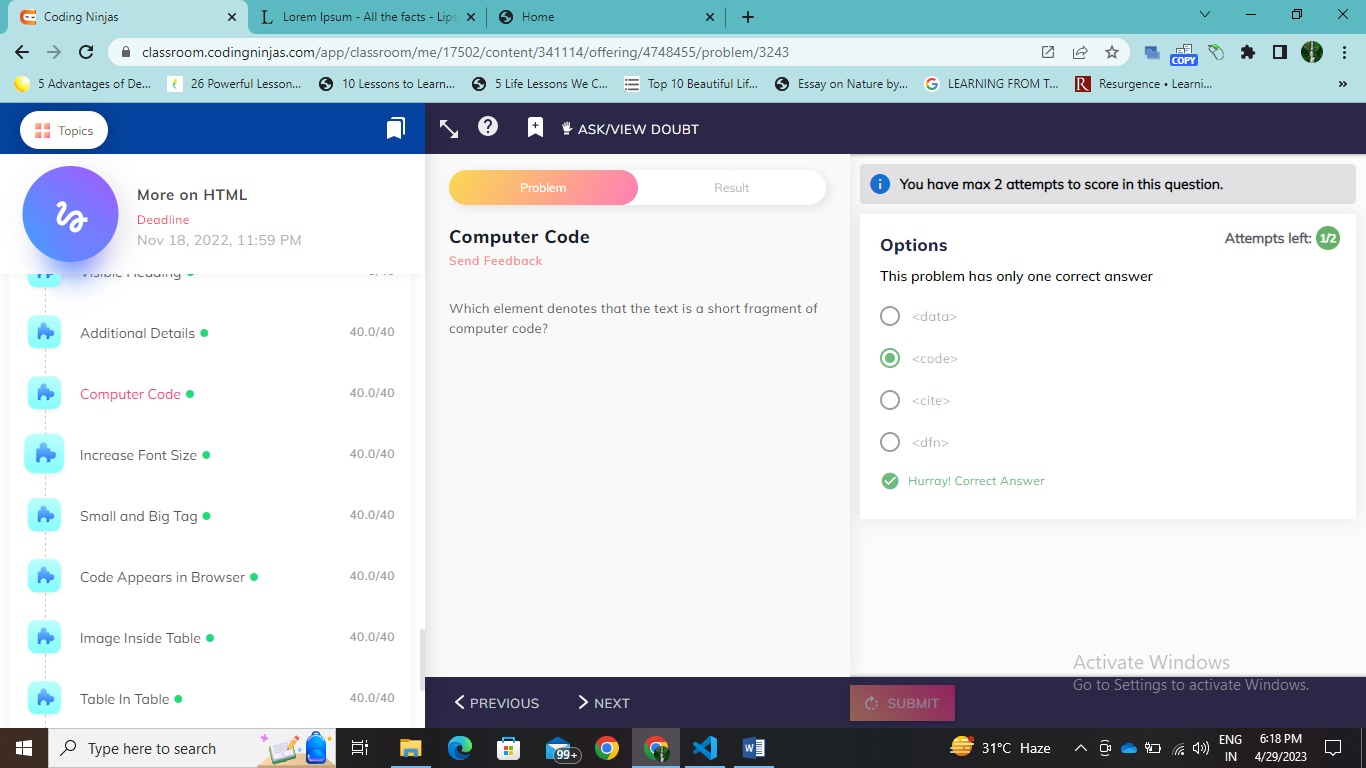 Coding Ninjas
Lorem Ipsum - All the facts - Lips
Home
classroom.codingninjas.com/app/classroom/me/17502/content/341114/offering/4748455/problem/3243
COPY
5 Advantages of De...
26 Powerful Lesson...
10 Lessons to Learn...
5 Life Lessons We C...
Top 10 Beautiful Lif...
Essay on Nature by...
LEARNING FROM T...
Resurgence • Learni...
Topics
ASK/VIEW DOUBT
More on HTML
Deadline
Nov 18, 2022, 11:59 PM
Visible Heading
Additional Details 40.0/40
Computer Code 40.0/40
Increase Font Size 40.0/40
Small and Big Tag 40.0/40
Code Appears in Browser 40.0/40
Image Inside Table 40.0/40
Table In Table 40.0/40
Problem
Result
Computer Code
Send Feedback
Which element denotes that the text is a short fragment of
computer code?
You have max 2 attempts to score in this question.
Options
Attempts left: 1/2
This problem has only one correct answer
<data>
<code>
<cite>
<dfn>
Hurray! Correct Answer
Activate Windows
Go to Settings to activate Windows.
PREVIOUS
NEXT
SUBMIT
Type here to search
99+
31°C Haze
ENG
IN
6:18 PM
4/29/2023